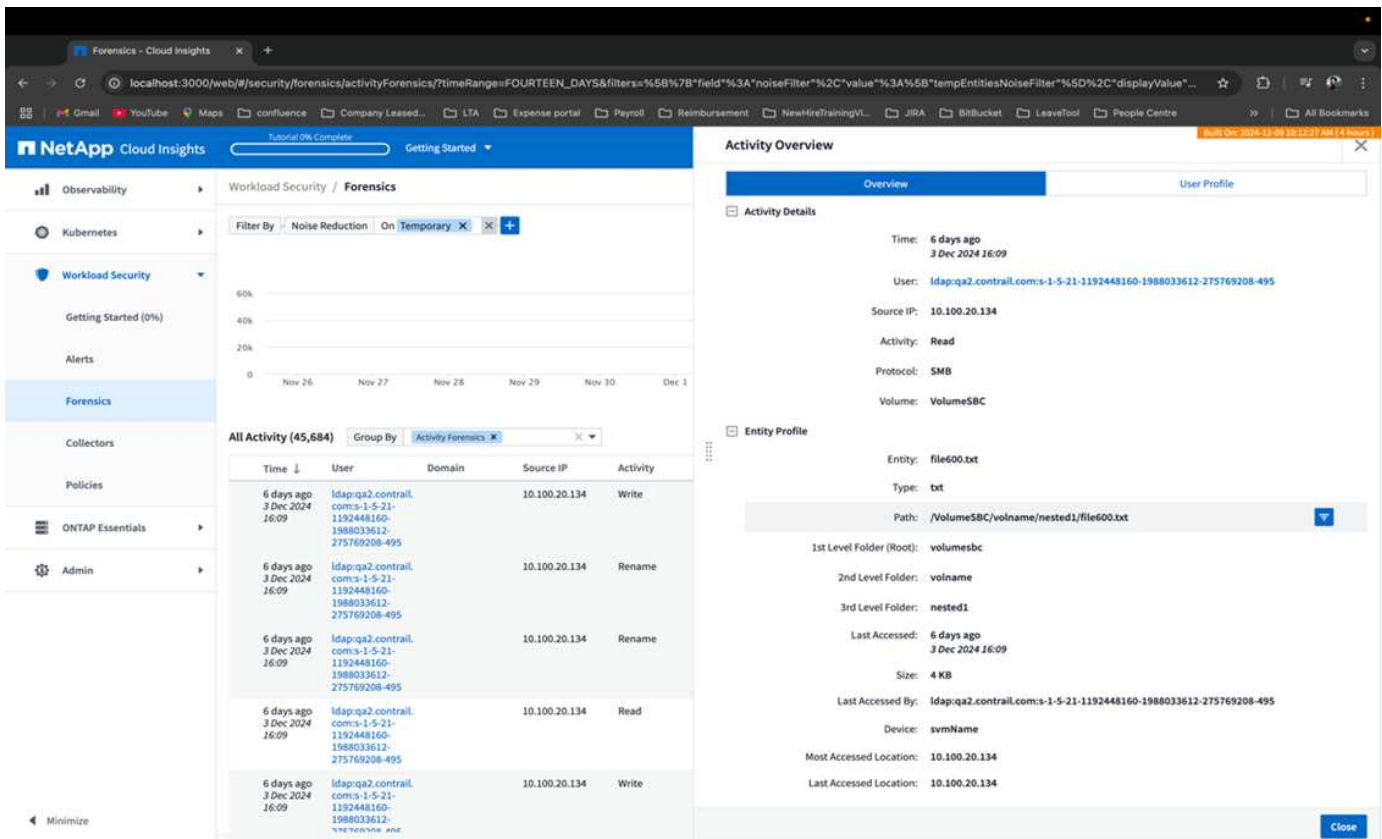 Forensics - Cloud Insights
localhost:3000/web/#/security/forensics/activityForensics/?timeRange=FOURTEEN_DAYS&filters=%5B%7B"field"%3A"noiseFilter"%2C"value"%3A%5B"tempEntitiesNoiseFilter"%5D%2C"displayValue"...
Gmail YouTube Maps confluence Company Leased... LTA Expense portal Payroll Reimbursement NewHireTrainingVi... JIRA BitBucket LeaveTool People Centre >> All Bookmarks
Built On: 2024-12-09 10:12:27 AM (4 hours)
NetApp Cloud Insights
Tutorial 0% Complete
Getting Started
Observability
Kubernetes
Workload Security
Getting Started (0%)
Alerts
Forensics
Collectors
Policies
ONTAP Essentials
Admin
Minimize
Workload Security / Forensics
Filter By Noise Reduction On Temporary X X +
60k
40k
20k
0
Nov 26 Nov 27 Nov 28 Nov 29 Nov 30 Dec 1
All Activity (45,684) Group By Activity Forensics X
Time ↓ User Domain Source IP Activity
6 days ago ldap:qa2.contrail. 10.100.20.134 Write
3 Dec 2024 com:s-1-5-21-
16:09 1192448160-
1988033612-
275769208-495
6 days ago ldap:qa2.contrail. 10.100.20.134 Rename
3 Dec 2024 com:s-1-5-21-
16:09 1192448160-
1988033612-
275769208-495
6 days ago ldap:qa2.contrail. 10.100.20.134 Rename
3 Dec 2024 com:s-1-5-21-
16:09 1192448160-
1988033612-
275769208-495
6 days ago ldap:qa2.contrail. 10.100.20.134 Read
3 Dec 2024 com:s-1-5-21-
16:09 1192448160-
1988033612-
275769208-495
6 days ago ldap:qa2.contrail. 10.100.20.134 Write
3 Dec 2024 com:s-1-5-21-
16:09 1192448160-
1988033612-
275769208-495
Activity Overview
Overview User Profile
Activity Details
Time: 6 days ago
3 Dec 2024 16:09
User: ldap:qa2.contrail.com:s-1-5-21-1192448160-1988033612-275769208-495
Source IP: 10.100.20.134
Activity: Read
Protocol: SMB
Volume: VolumeSBC
Entity Profile
Entity: file600.txt
Type: txt
Path: /VolumeSBC/volname/nested1/file600.txt
1st Level Folder (Root): volumesbc
2nd Level Folder: volname
3rd Level Folder: nested1
Last Accessed: 6 days ago
3 Dec 2024 16:09
Size: 4 KB
Last Accessed By: ldap:qa2.contrail.com:s-1-5-21-1192448160-1988033612-275769208-495
Device: svmName
Most Accessed Location: 10.100.20.134
Last Accessed Location: 10.100.20.134
Close